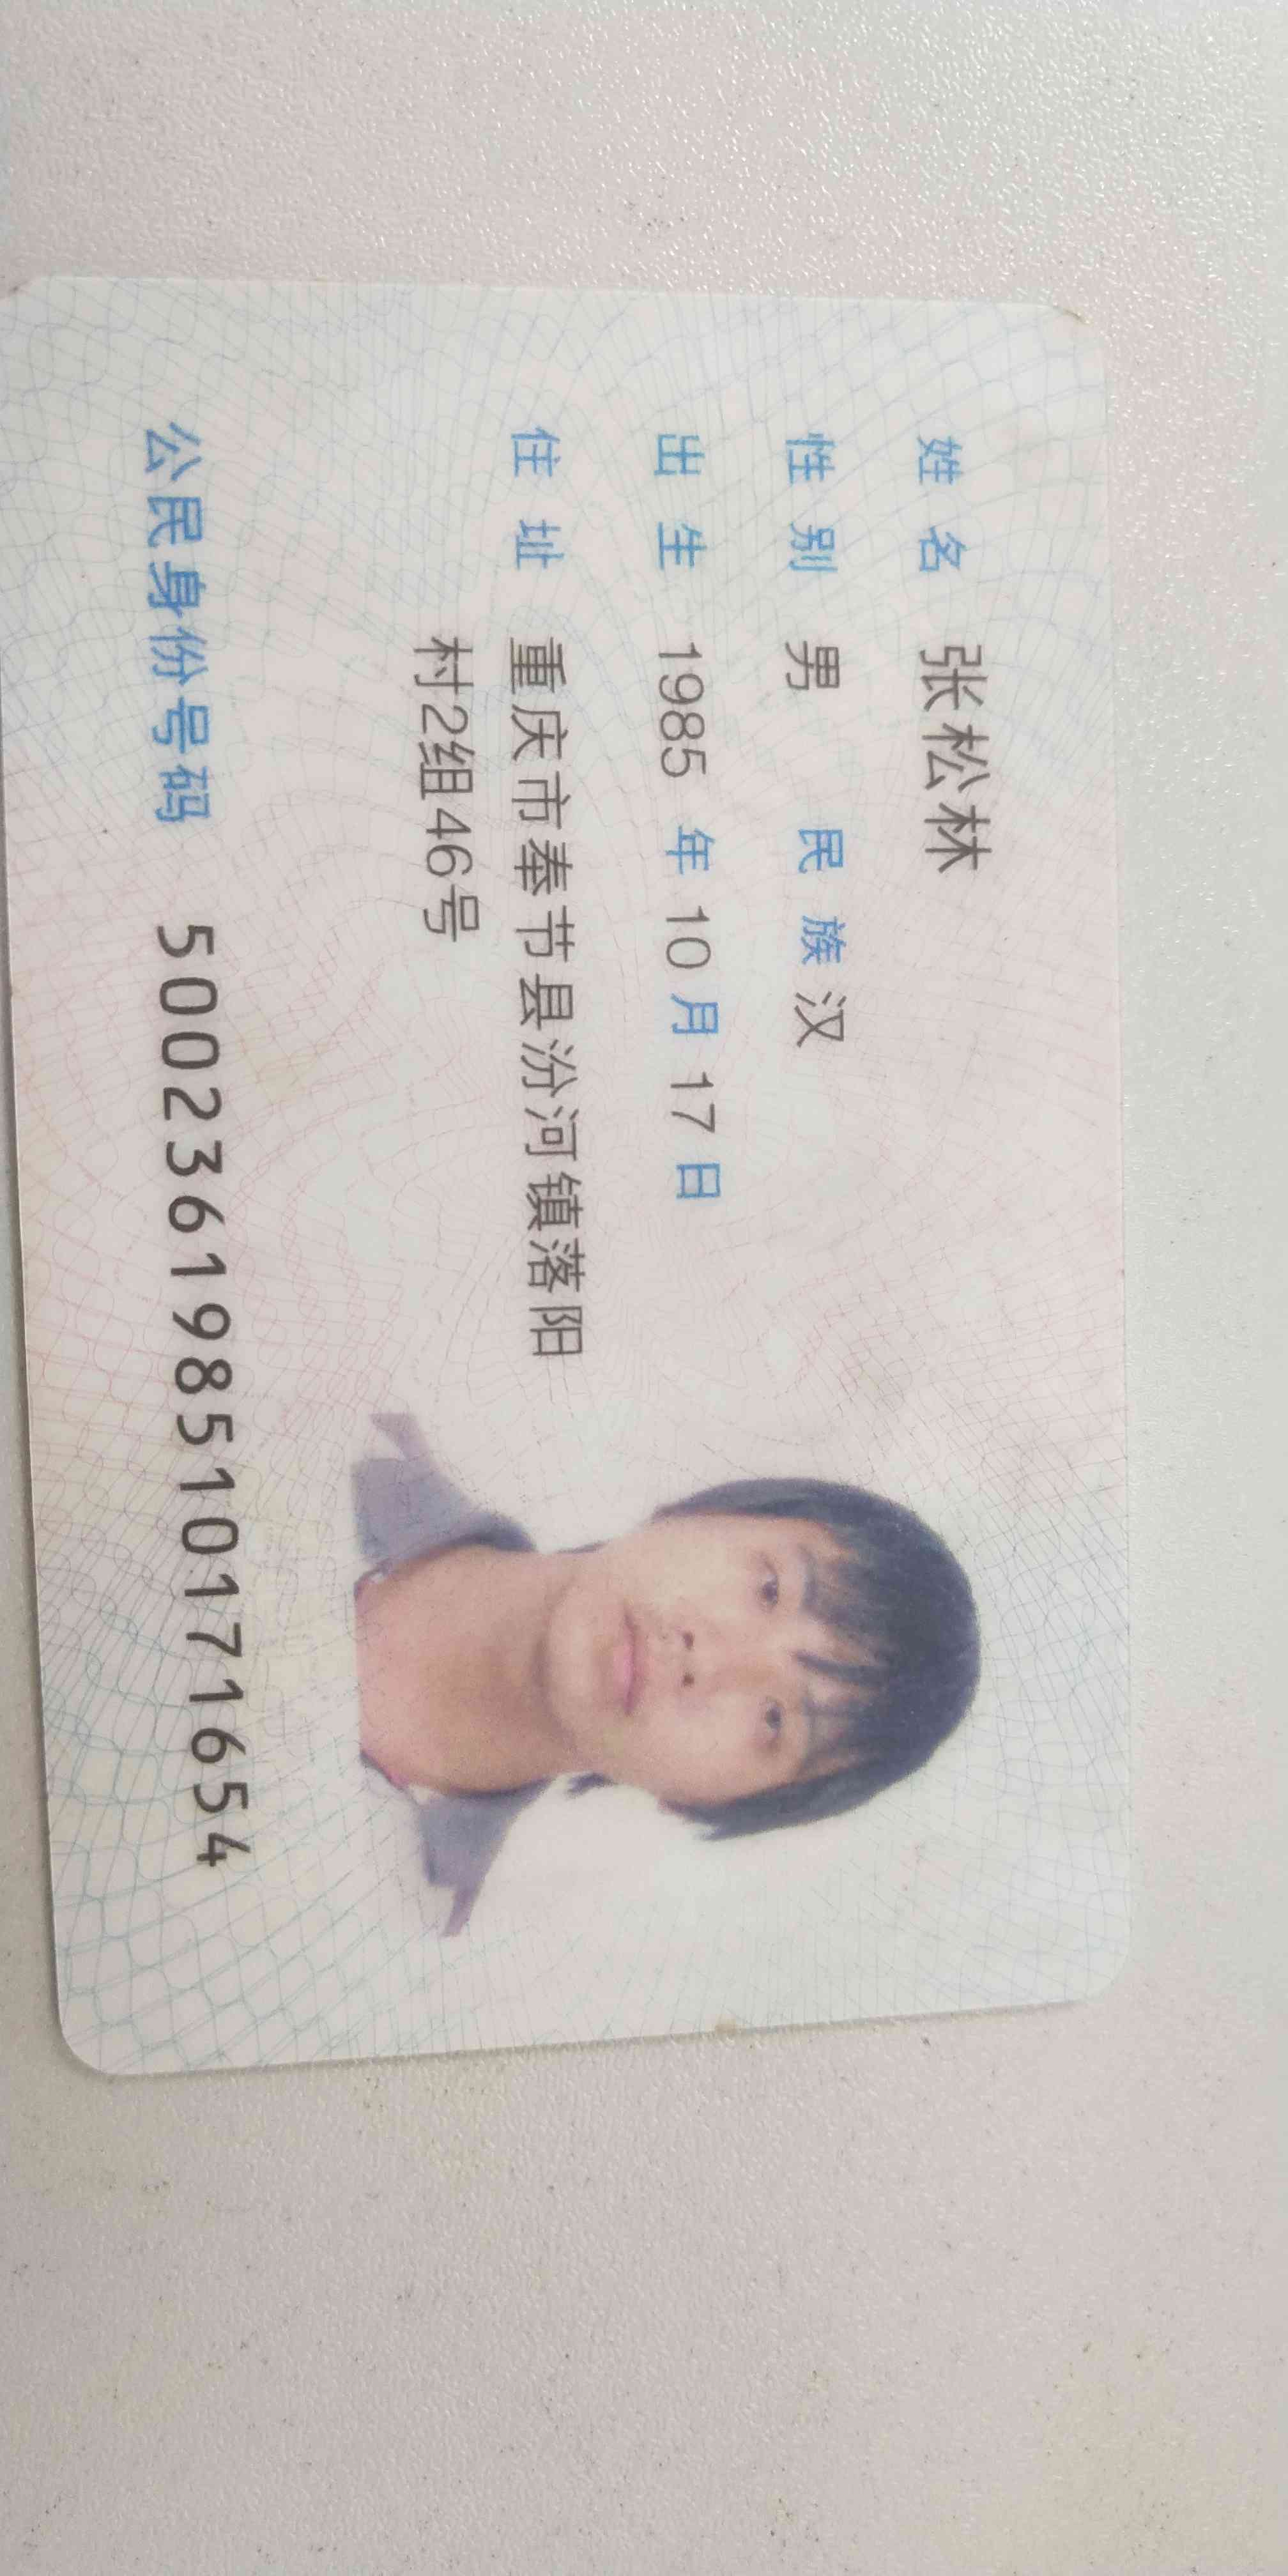 姓名 张松林
性别 男 民族 汉
出生 1985 年 10 月 17 日
住址 重庆市奉节县汾河镇落阳
村2组46号
公民身份号码 500236198510171654